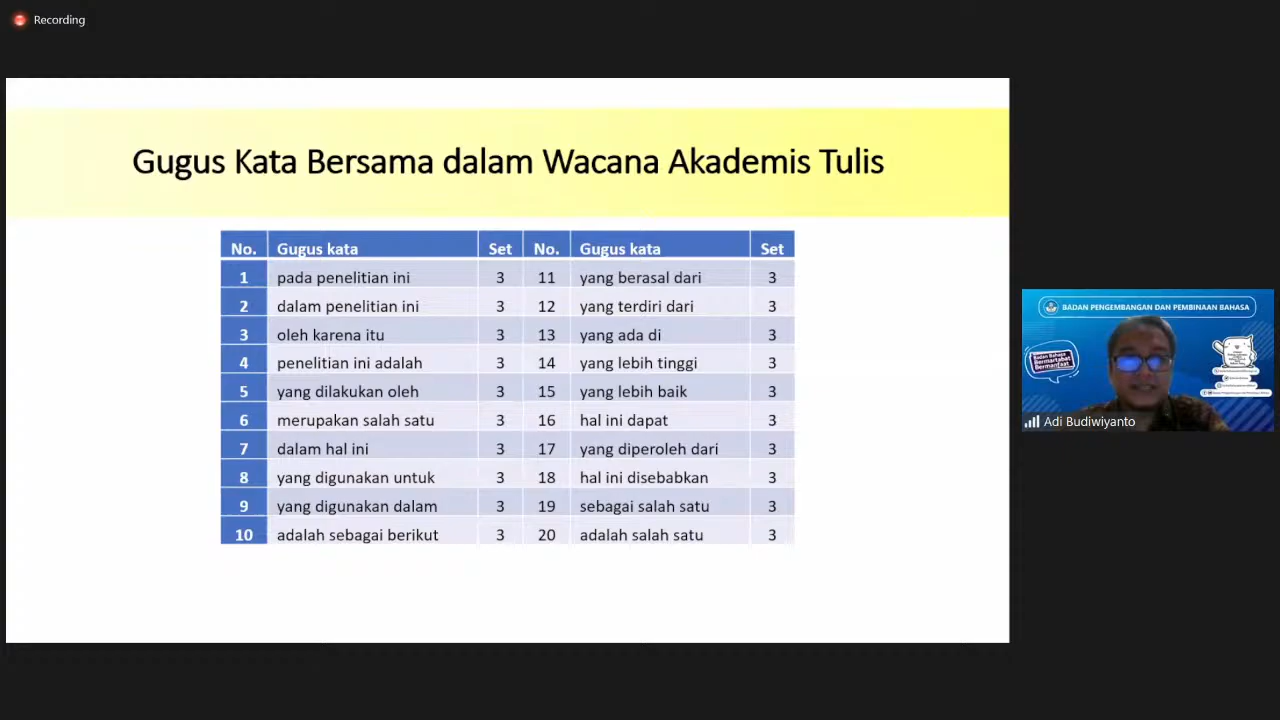 Recording
Gugus Kata Bersama dalam Wacana Akademis Tulis
No. Gugus kata Set No. Gugus kata Set
1 pada penelitian ini 3 11 yang berasal dari 3
2 dalam penelitian ini 3 12 yang terdiri dari 3
3 oleh karena itu 3 13 yang ada di 3
4 penelitian ini adalah 3 14 yang lebih tinggi 3
5 yang dilakukan oleh 3 15 yang lebih baik 3
6 merupakan salah satu 3 16 hal ini dapat 3
7 dalam hal ini 3 17 yang diperoleh dari 3
8 yang digunakan untuk 3 18 hal ini disebabkan 3
9 yang digunakan dalam 3 19 sebagai salah satu 3
10 adalah sebagai berikut 3 20 adalah salah satu 3
BADAN PENGEMBANGAN DAN PEMBINAAN BAHASA
Badan Bahasa
Bermartabat
Bermanfaat
Adi Budiwiyanto